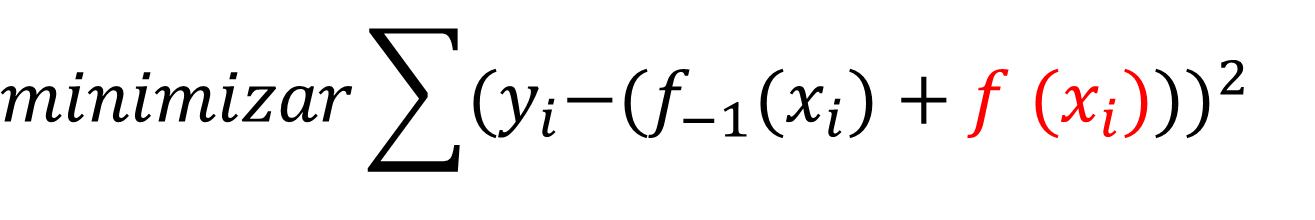 minimizar ∑(yᵢ−(f₋₁(xᵢ) + f (xᵢ)))²